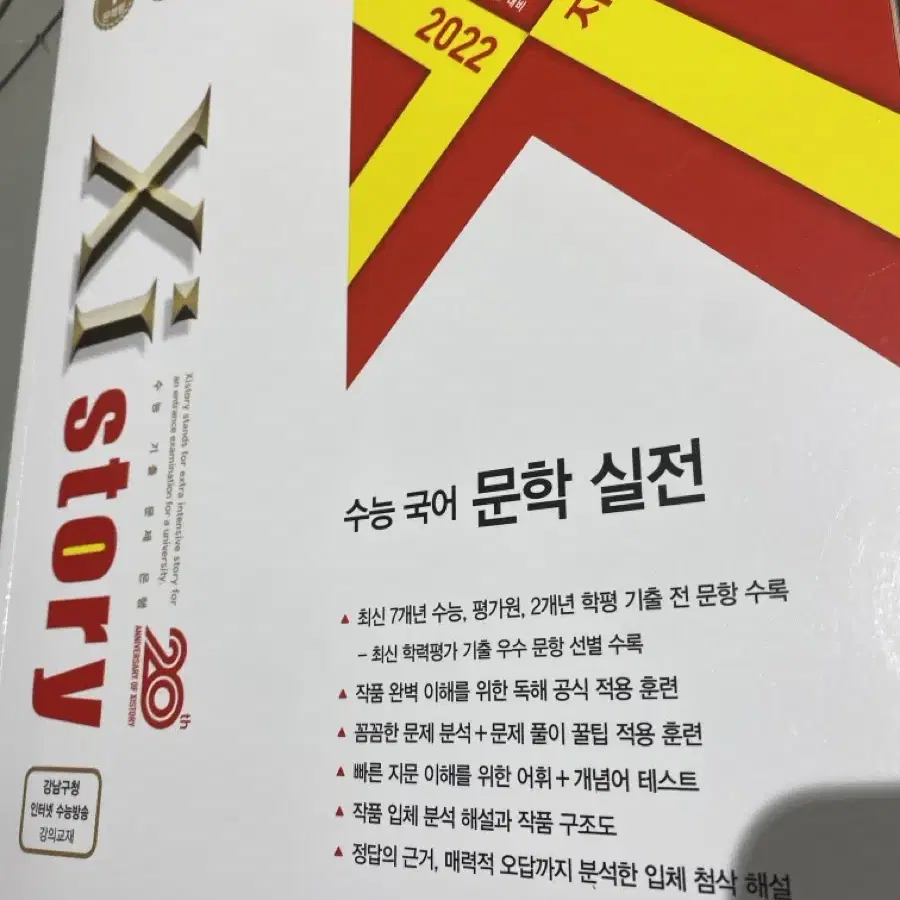 2022
대비
Xi
story
Xistory stands for extra intensive story for
an entrance examination for a university.
수능 기출 문제 은행
20th
ANNIVERSARY OF XISTORY
강남구청
인터넷 수능방송
강의교재
수능 국어 문학 실전
▲ 최신 7개년 수능, 평가원, 2개년 학평 기출 전 문항 수록
– 최신 학력평가 기출 우수 문항 선별 수록
▲ 작품 완벽 이해를 위한 독해 공식 적용 훈련
▲ 꼼꼼한 문제 분석+문제 풀이 꿀팁 적용 훈련
▲ 빠른 지문 이해를 위한 어휘+개념어 테스트
▲ 작품 입체 분석 해설과 작품 구조도
▲ 정답의 근거, 매력적 오답까지 분석한 입체 첨삭 해설